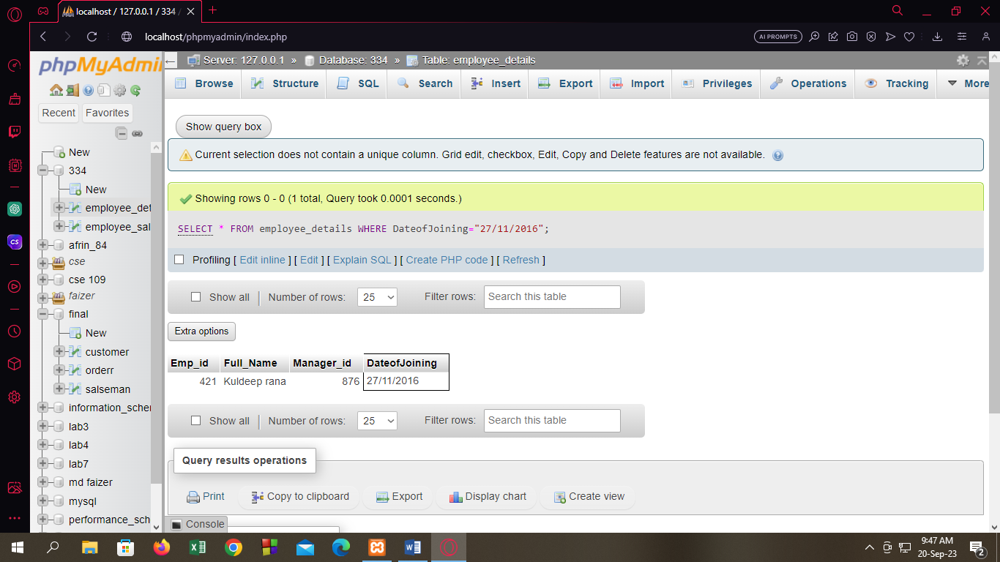 localhost / 127.0.0.1 / 334 /
localhost/phpmyadmin/index.php
AI PROMPTS
phpMyAdmin
Recent
Favorites
New
334
New
employee_det
employee_sal
afrin_84
cse
cse 109
faizer
final
New
customer
orderr
salseman
information_scher
lab3
lab4
lab7
md faizer
mysql
performance_sch
Server: 127.0.0.1 » Database: 334 » Table: employee_details
Browse
Structure
SQL
Search
Insert
Export
Import
Privileges
Operations
Tracking
More
Show query box
Current selection does not contain a unique column. Grid edit, checkbox, Edit, Copy and Delete features are not available.
Showing rows 0 - 0 (1 total, Query took 0.0001 seconds.)
SELECT * FROM employee_details WHERE DateofJoining="27/11/2016";
Profiling [ Edit inline ] [ Edit ] [ Explain SQL ] [ Create PHP code ] [ Refresh ]
Show all | Number of rows: 25 Filter rows: Search this table
Extra options
Emp_id Full_Name Manager_id DateofJoining
421 Kuldeep rana 876 27/11/2016
Show all | Number of rows: 25 Filter rows: Search this table
Query results operations
Print Copy to clipboard Export Display chart Create view
Console
9:47 AM
20-Sep-23
2